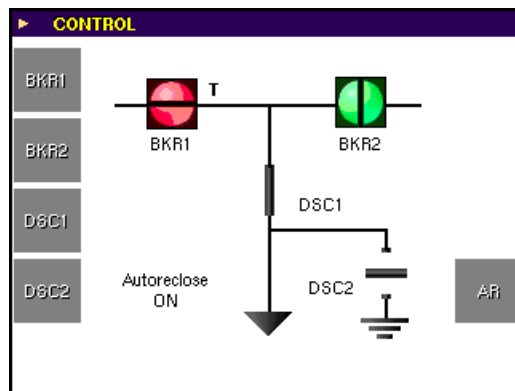 CONTROL
BKR1
BKR2
DSC1
DSC2
T
BKR1
BKR2
DSC1
DSC2
Autoreclose
ON
AR